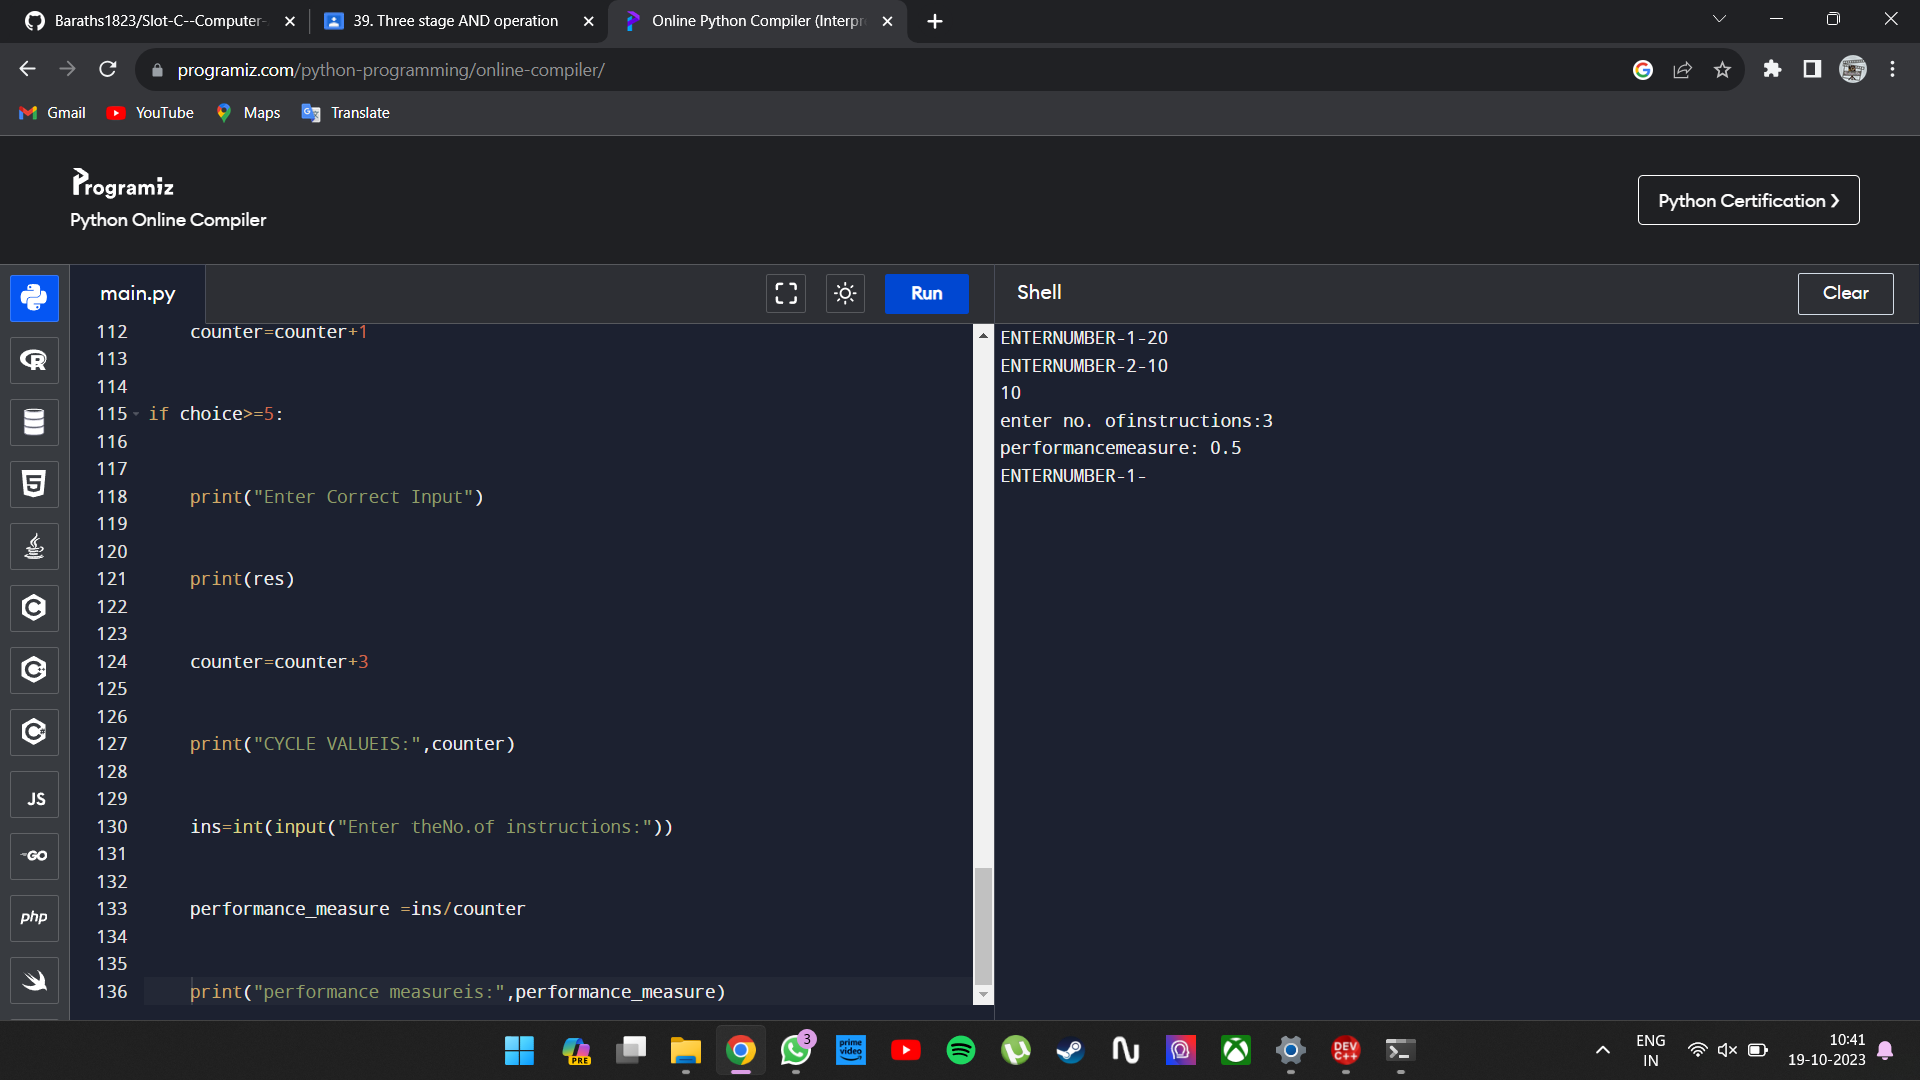 Baraths1823/Slot-C--Computer-
39. Three stage AND operation
Online Python Compiler (Interpr
programiz.com/python-programming/online-compiler/
Gmail
YouTube
Maps
Translate
Programiz
Python Online Compiler
Python Certification ❯
main.py
Run
Shell
Clear
112 counter=counter+1
113
114
115 if choice>=5:
116
117
118 print("Enter Correct Input")
119
120
121 print(res)
122
123
124 counter=counter+3
125
126
127 print("CYCLE VALUEIS:",counter)
128
129
130 ins=int(input("Enter theNo.of instructions:"))
131
132
133 performance_measure =ins/counter
134
135
136 print("performance measureis:",performance_measure)
ENTERNUMBER-1-20
ENTERNUMBER-2-10
10
enter no. ofinstructions:3
performancemeasure: 0.5
ENTERNUMBER-1-
R
5
C
C++
C#
JS
GO
php
PRE
3
prime video
DEV C++
ENG
IN
10:41
19-10-2023